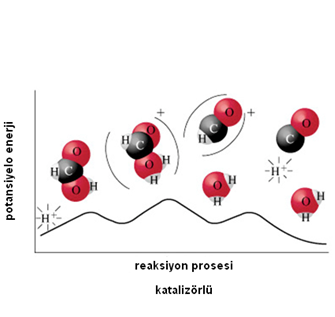 potansiyelo enerji
O
C
H
O
H
H+
+
O
H
C
O
H
H
+
O
C
H
O
H
H
O
C
H+
O
H
H
reaksiyon prosesi
katalizörlü